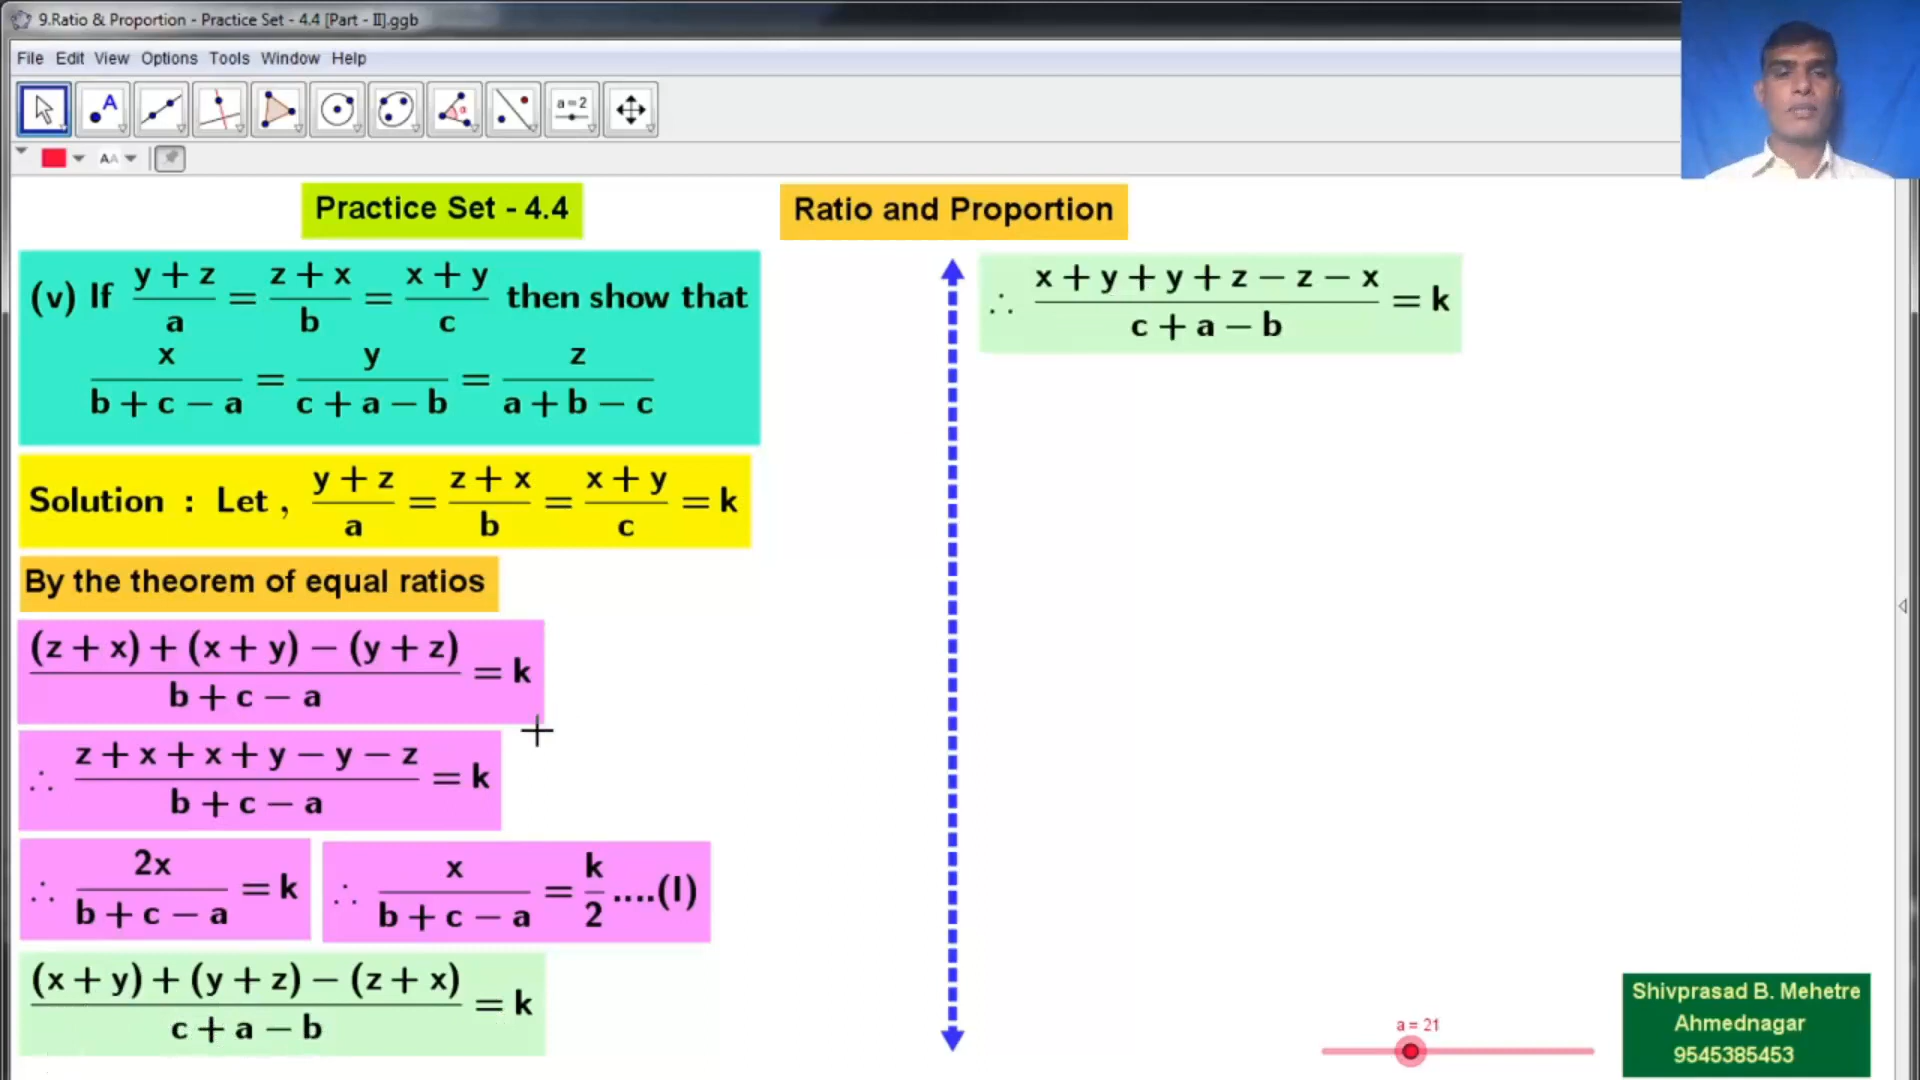 9.Ratio & Proportion - Practice Set - 4.4 [Part - II].ggb
File Edit View Options Tools Window Help
A
α
a=2
AA
Practice Set - 4.4
Ratio and Proportion
(v) If (y + z)/a = (z + x)/b = (x + y)/c then show that
x/(b + c − a) = y/(c + a − b) = z/(a + b − c)
Solution : Let , (y + z)/a = (z + x)/b = (x + y)/c = k
By the theorem of equal ratios
((z + x) + (x + y) − (y + z))/(b + c − a) = k
∴ (z + x + x + y − y − z)/(b + c − a) = k
∴ 2x/(b + c − a) = k
∴ x/(b + c − a) = k/2 ....(I)
((x + y) + (y + z) − (z + x))/(c + a − b) = k
∴ (x + y + y + z − z − x)/(c + a − b) = k
a = 21
Shivprasad B. Mehetre
Ahmednagar
9545385453